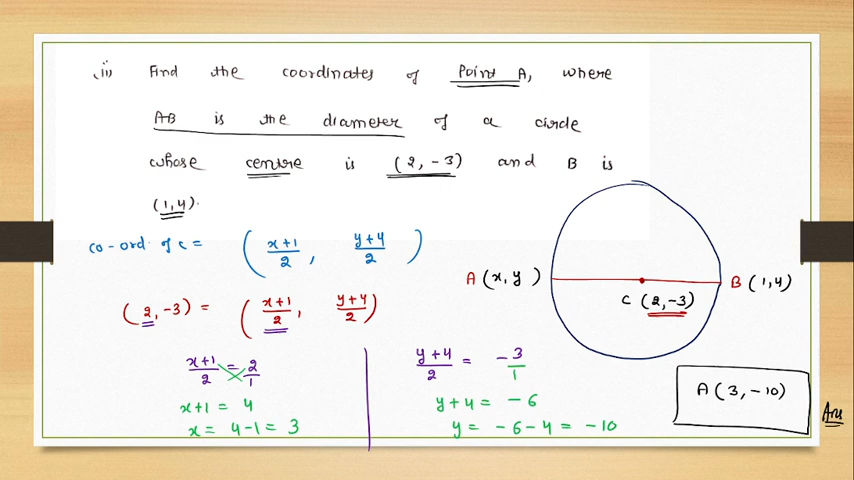 (ii) Find the coordinates of Point A, where
AB is the diameter of a circle
whose centre is (2, -3) and B is
(1,4).
co-ord. of c = ( x+1/2 , y+4/2 )
(2, -3) = ( x+1/2 , y+4/2 )
x+1/2 = 2/1
x+1 = 4
x = 4-1 = 3
y+4/2 = -3/1
y+4 = -6
y = -6-4 = -10
A (x, y)
B (1,4)
C (2,-3)
A (3, -10)
Ans